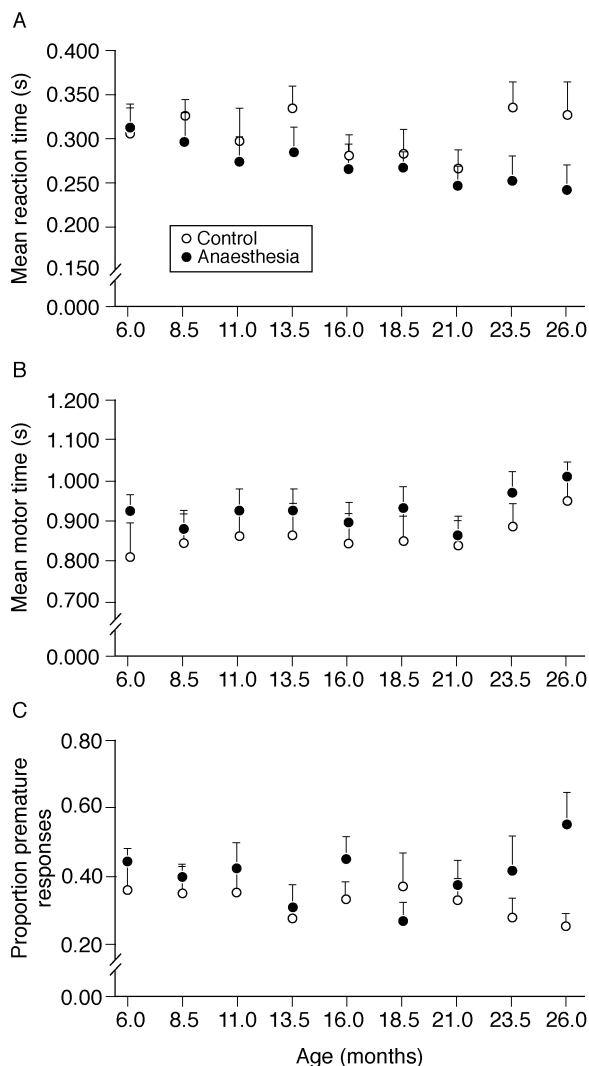 A
Mean reaction time (s)
0.400
0.350
0.300
0.250
0.200
0.150
0.000
Control
Anaesthesia
6.0 8.5 11.0 13.5 16.0 18.5 21.0 23.5 26.0
B
Mean motor time (s)
1.200
1.100
1.000
0.900
0.800
0.700
0.000
6.0 8.5 11.0 13.5 16.0 18.5 21.0 23.5 26.0
C
Proportion premature
responses
0.80
0.60
0.40
0.20
0.00
6.0 8.5 11.0 13.5 16.0 18.5 21.0 23.5 26.0
Age (months)